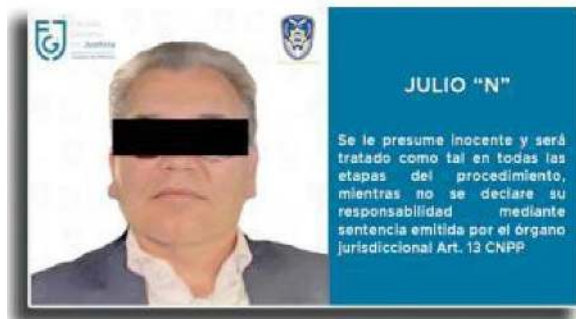 Justicia
JULIO "N"
Se le presume inocente y será
tratado como tal en todas las
etapas del procedimiento,
mientras no se declare su
responsabilidad mediante
sentencia emitida por el órgano
jurisdiccional Art. 13 CNPP